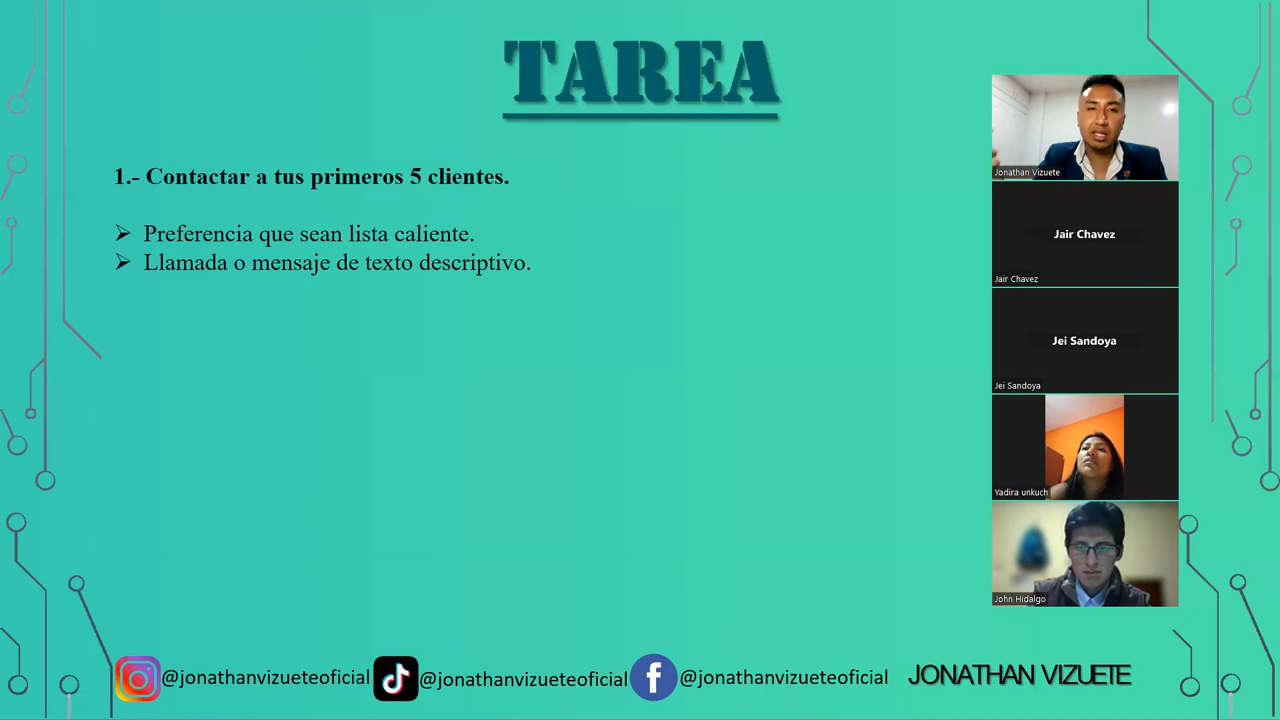 TAREA
1.- Contactar a tus primeros 5 clientes.
➢ Preferencia que sean lista caliente.
➢ Llamada o mensaje de texto descriptivo.
Jonathan Vizuete
Jair Chavez
Jair Chavez
Jei Sandoya
Jei Sandoya
Yadira unkuch
John Hidalgo
@jonathanvizueteoficial @jonathanvizueteoficial @jonathanvizueteoficial JONATHAN VIZUETE